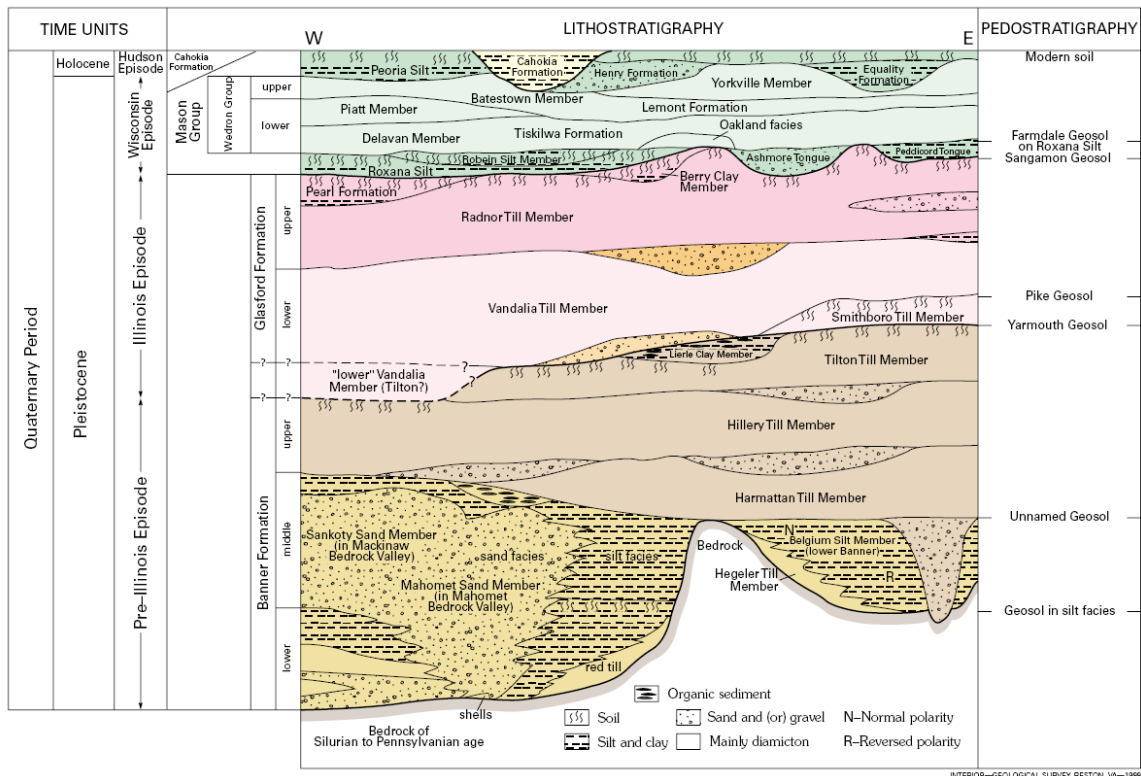 TIME UNITS
LITHOSTRATIGRAPHY
PEDOSTRATIGRAPHY
W
E
Quaternary Period
Holocene
Pleistocene
Hudson
Episode
Wisconsin
Episode
Illinois Episode
Pre–Illinois Episode
Cahokia
Formation
Mason
Group
Wedron Group
upper
lower
Glasford Formation
upper
lower
? ?
? ?
Banner Formation
upper
middle
lower
Peoria Silt
Cahokia
Formation
Henry Formation
Equality
Formation
Yorkville Member
Batestown Member
Piatt Member
Lemont Formation
Delavan Member
Tiskilwa Formation
Oakland facies
Robein Silt Member
Roxana Silt
Ashmore Tongue
Peddicord Tongue
Berry Clay
Member
Pearl Formation
Radnor Till Member
Vandalia Till Member
Smithboro Till Member
Lierle Clay Member
Tilton Till Member
?
?
"lower" Vandalia
Member (Tilton?)
Hillery Till Member
Harmattan Till Member
Sankoty Sand Member
(in Mackinaw
Bedrock Valley)
sand facies
silt facies
Mahomet Sand Member
(in Mahomet
Bedrock Valley)
Bedrock
N
Belgium Silt Member
(lower Banner)
R
Hegeler Till
Member
red till
shells
Bedrock of
Silurian to Pennsylvanian age
Modern soil
Farmdale Geosol
on Roxana Silt
Sangamon Geosol
Pike Geosol
Yarmouth Geosol
Unnamed Geosol
Geosol in silt facies
Organic sediment
Soil
Sand and (or) gravel
N–Normal polarity
Silt and clay
Mainly diamicton
R–Reversed polarity
INTERIOR—GEOLOGICAL SURVEY, RESTON, VA—1999